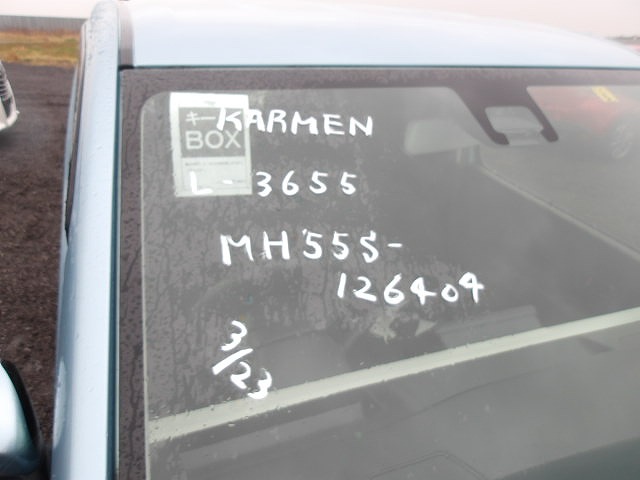 キー
BOX
KARMEN
L-3655
MH55S-
126404
3/23